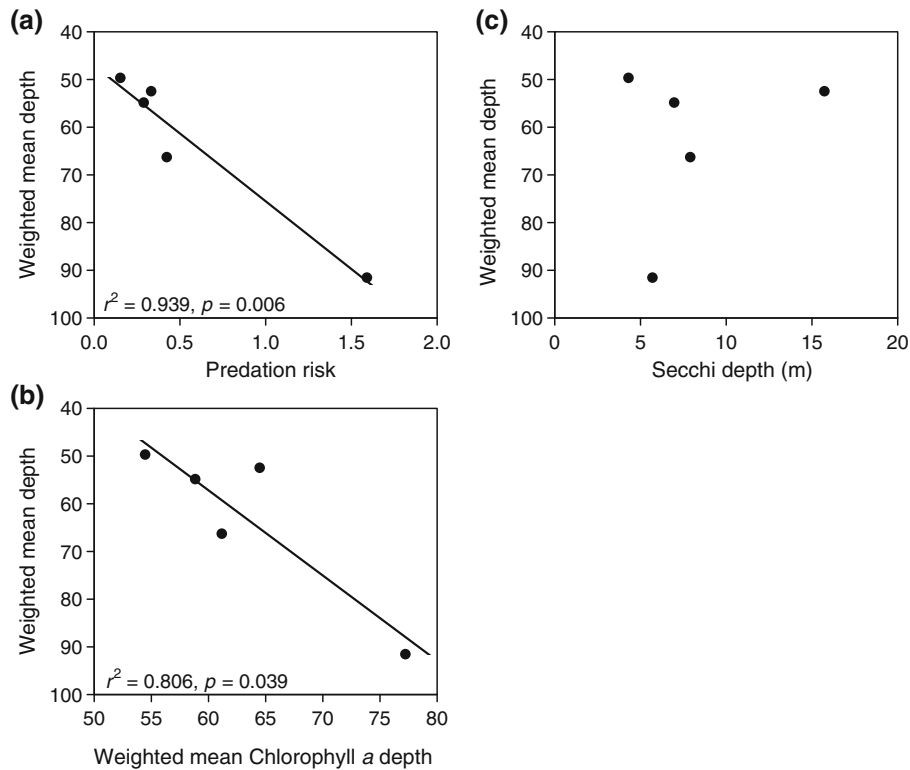 (a)
40
50
60
70
80
90
100
Weighted mean depth
r² = 0.939, p = 0.006
0.0 0.5 1.0 1.5 2.0
Predation risk
(c)
40
50
60
70
80
90
100
Weighted mean depth
0 5 10 15 20
Secchi depth (m)
(b)
40
50
60
70
80
90
100
Weighted mean depth
r² = 0.806, p = 0.039
50 55 60 65 70 75 80
Weighted mean Chlorophyll a depth